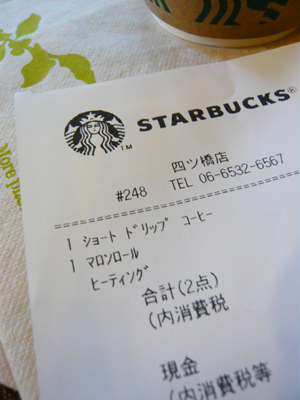 STARBUCKS®
TM
四ツ橋店
#248 TEL 06-6532-6567
1 ショート ドリップ コーヒー
1 マロンロール
ヒーティング
合計(2点)
(内消費税
現金
(内消費税等
More